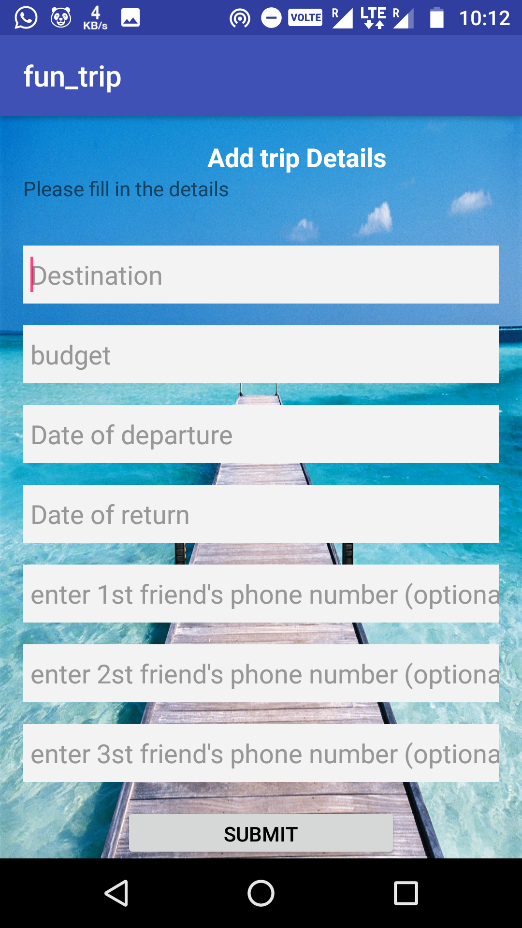 4
KB/s
VOLTE R LTE R 10:12
fun_trip
Add trip Details
Please fill in the details
Destination
budget
Date of departure
Date of return
enter 1st friend's phone number (optiona
enter 2st friend's phone number (optiona
enter 3st friend's phone number (optiona
SUBMIT